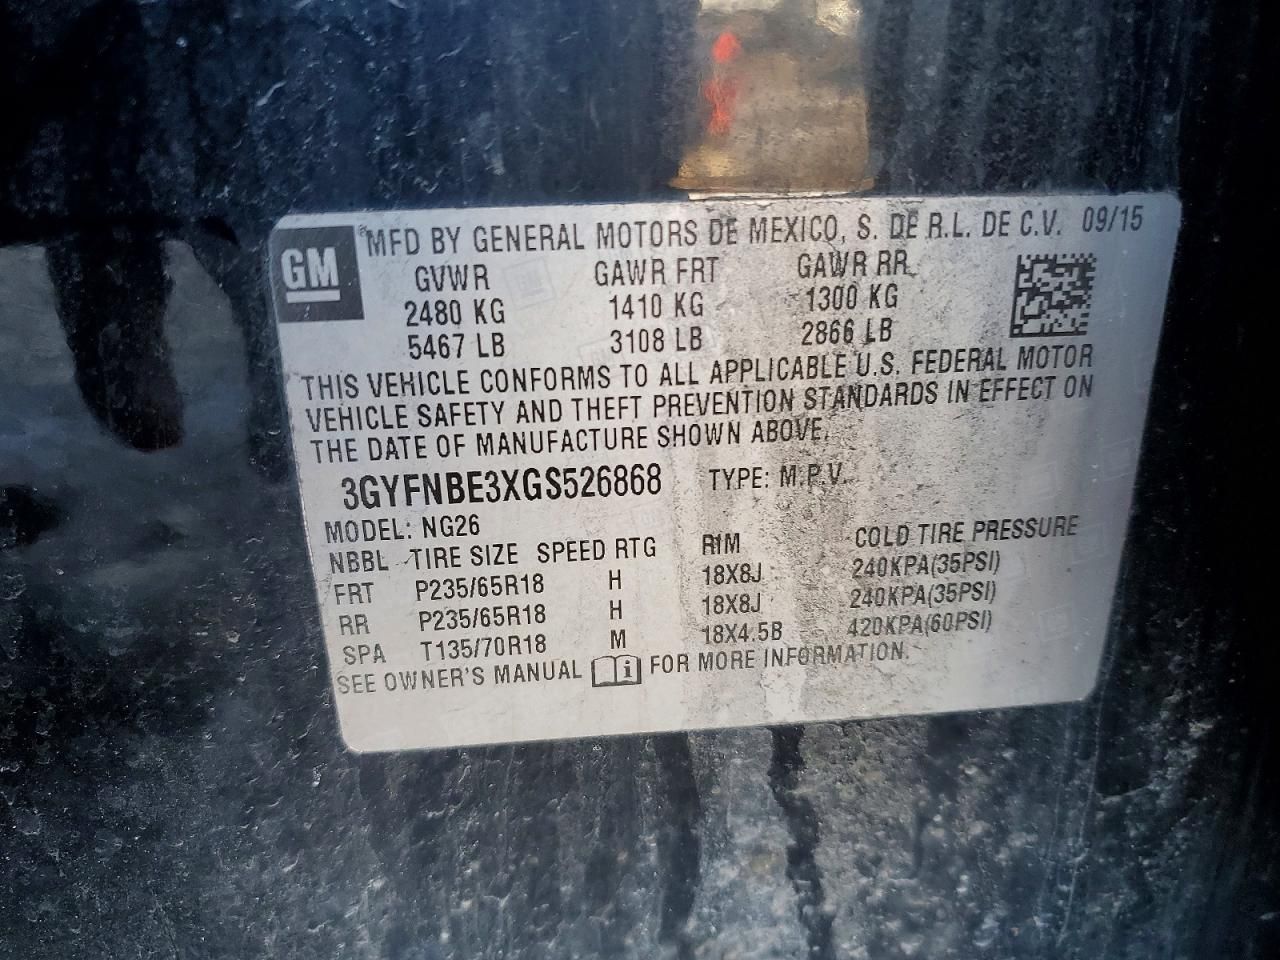 GM
®MFD BY GENERAL MOTORS DE MEXICO, S. DE R.L. DE C.V. 09/15
GVWR GAWR FRT GAWR RR
2480 KG 1410 KG 1300 KG
5467 LB 3108 LB 2866 LB
THIS VEHICLE CONFORMS TO ALL APPLICABLE U.S. FEDERAL MOTOR
VEHICLE SAFETY AND THEFT PREVENTION STANDARDS IN EFFECT ON
THE DATE OF MANUFACTURE SHOWN ABOVE.
3GYFNBE3XGS526868 TYPE: M.P.V.
MODEL: NG26
NBBL TIRE SIZE SPEED RTG RIM COLD TIRE PRESSURE
FRT P235/65R18 H 18X8J 240KPA(35PSI)
RR P235/65R18 H 18X8J 240KPA(35PSI)
SPA T135/70R18 M 18X4.5B 420KPA(60PSI)
SEE OWNER'S MANUAL FOR MORE INFORMATION.